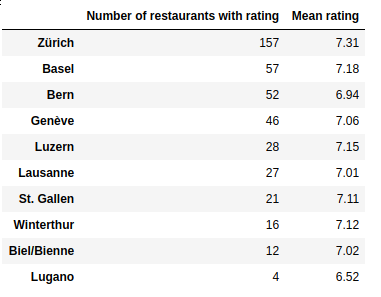 Number of restaurants with rating Mean rating
Zürich 157 7.31
Basel 57 7.18
Bern 52 6.94
Genève 46 7.06
Luzern 28 7.15
Lausanne 27 7.01
St. Gallen 21 7.11
Winterthur 16 7.12
Biel/Bienne 12 7.02
Lugano 4 6.52